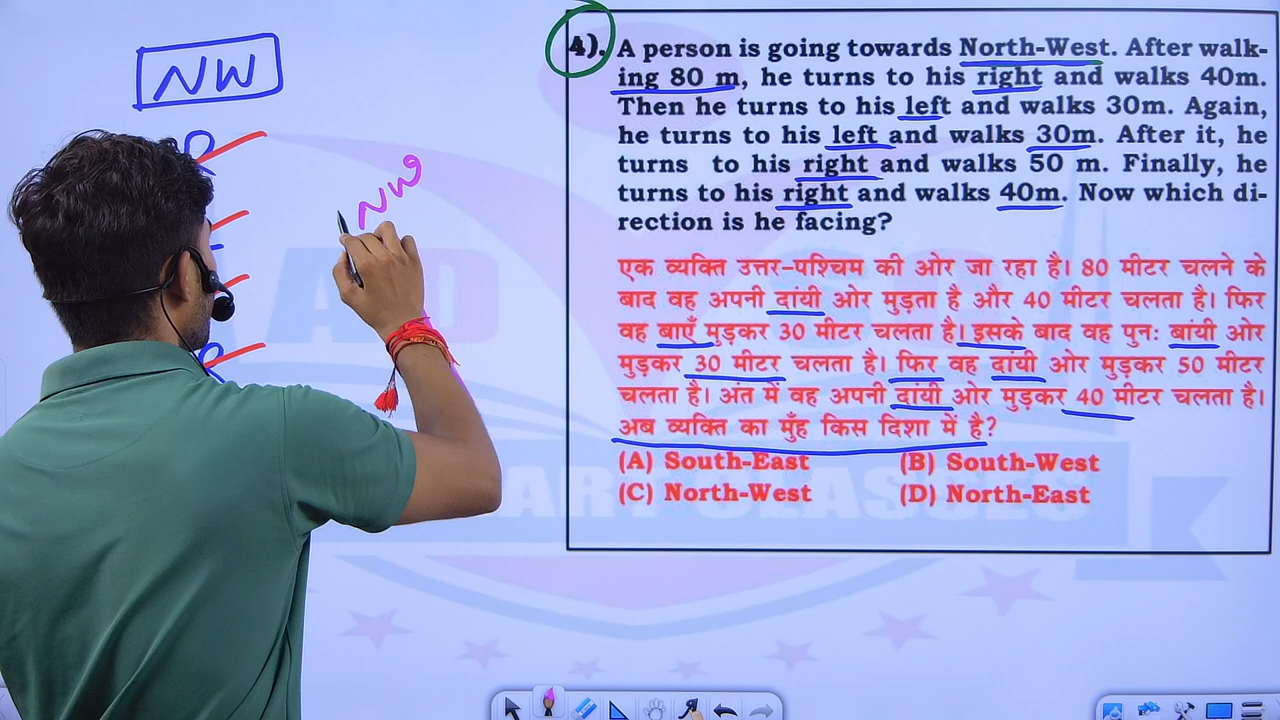 NW
R
R
NW
4). A person is going towards North-West. After walk-
ing 80 m, he turns to his right and walks 40m.
Then he turns to his left and walks 30m. Again,
he turns to his left and walks 30m. After it, he
turns to his right and walks 50 m. Finally, he
turns to his right and walks 40m. Now which di-
rection is he facing?
एक व्यक्ति उत्तर-पश्चिम की ओर जा रहा है। 80 मीटर चलने के
बाद वह अपनी दांयी ओर मुड़ता है और 40 मीटर चलता है। फिर
वह बाएँ मुड़कर 30 मीटर चलता है। इसके बाद वह पुनः बांयी ओर
मुड़कर 30 मीटर चलता है। फिर वह दांयी ओर मुड़कर 50 मीटर
चलता है। अंत में वह अपनी दांयी ओर मुड़कर 40 मीटर चलता है।
अब व्यक्ति का मुँह किस दिशा में है?
(A) South-East (B) South-West
(C) North-West (D) North-East